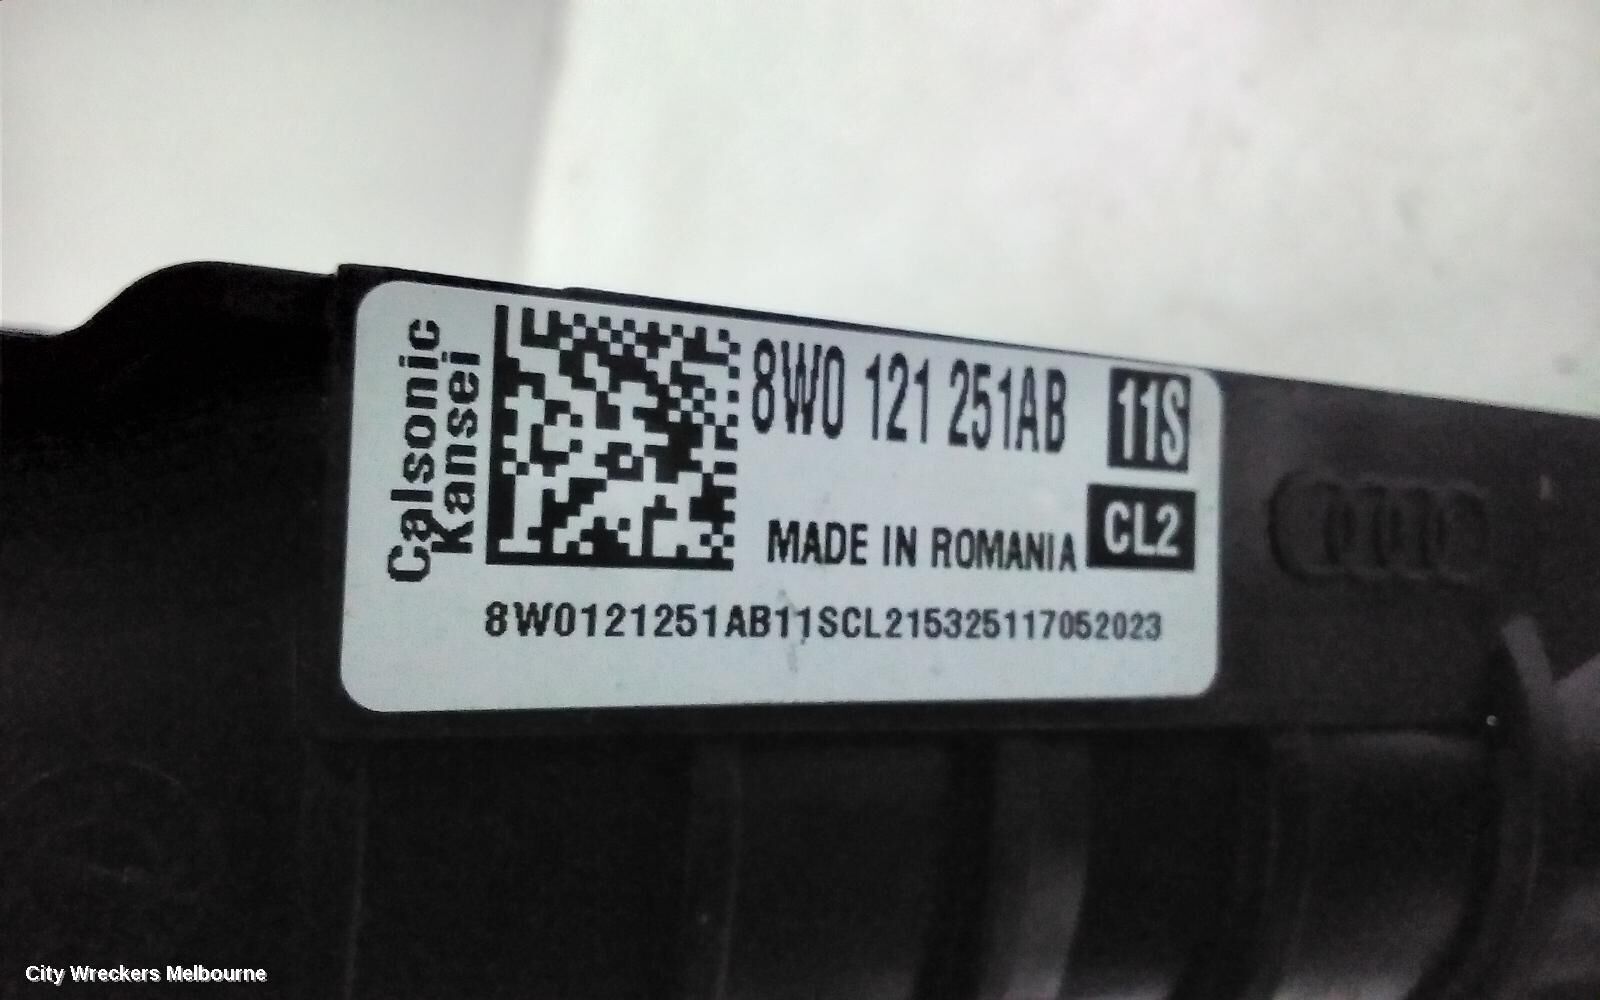 Calsonic
Kansei
8W0 121 251AB 11S
MADE IN ROMANIA CL2
8W0121251AB11SCL215325117052023
City Wreckers Melbourne